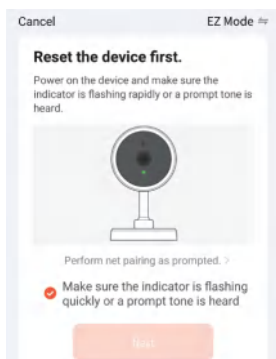 Cancel EZ Mode
Reset the device first.
Power on the device and make sure the
indicator is flashing rapidly or a prompt tone is
heard.
Perform net pairing as prompted. >
Make sure the indicator is flashing
quickly or a prompt tone is heard
Next